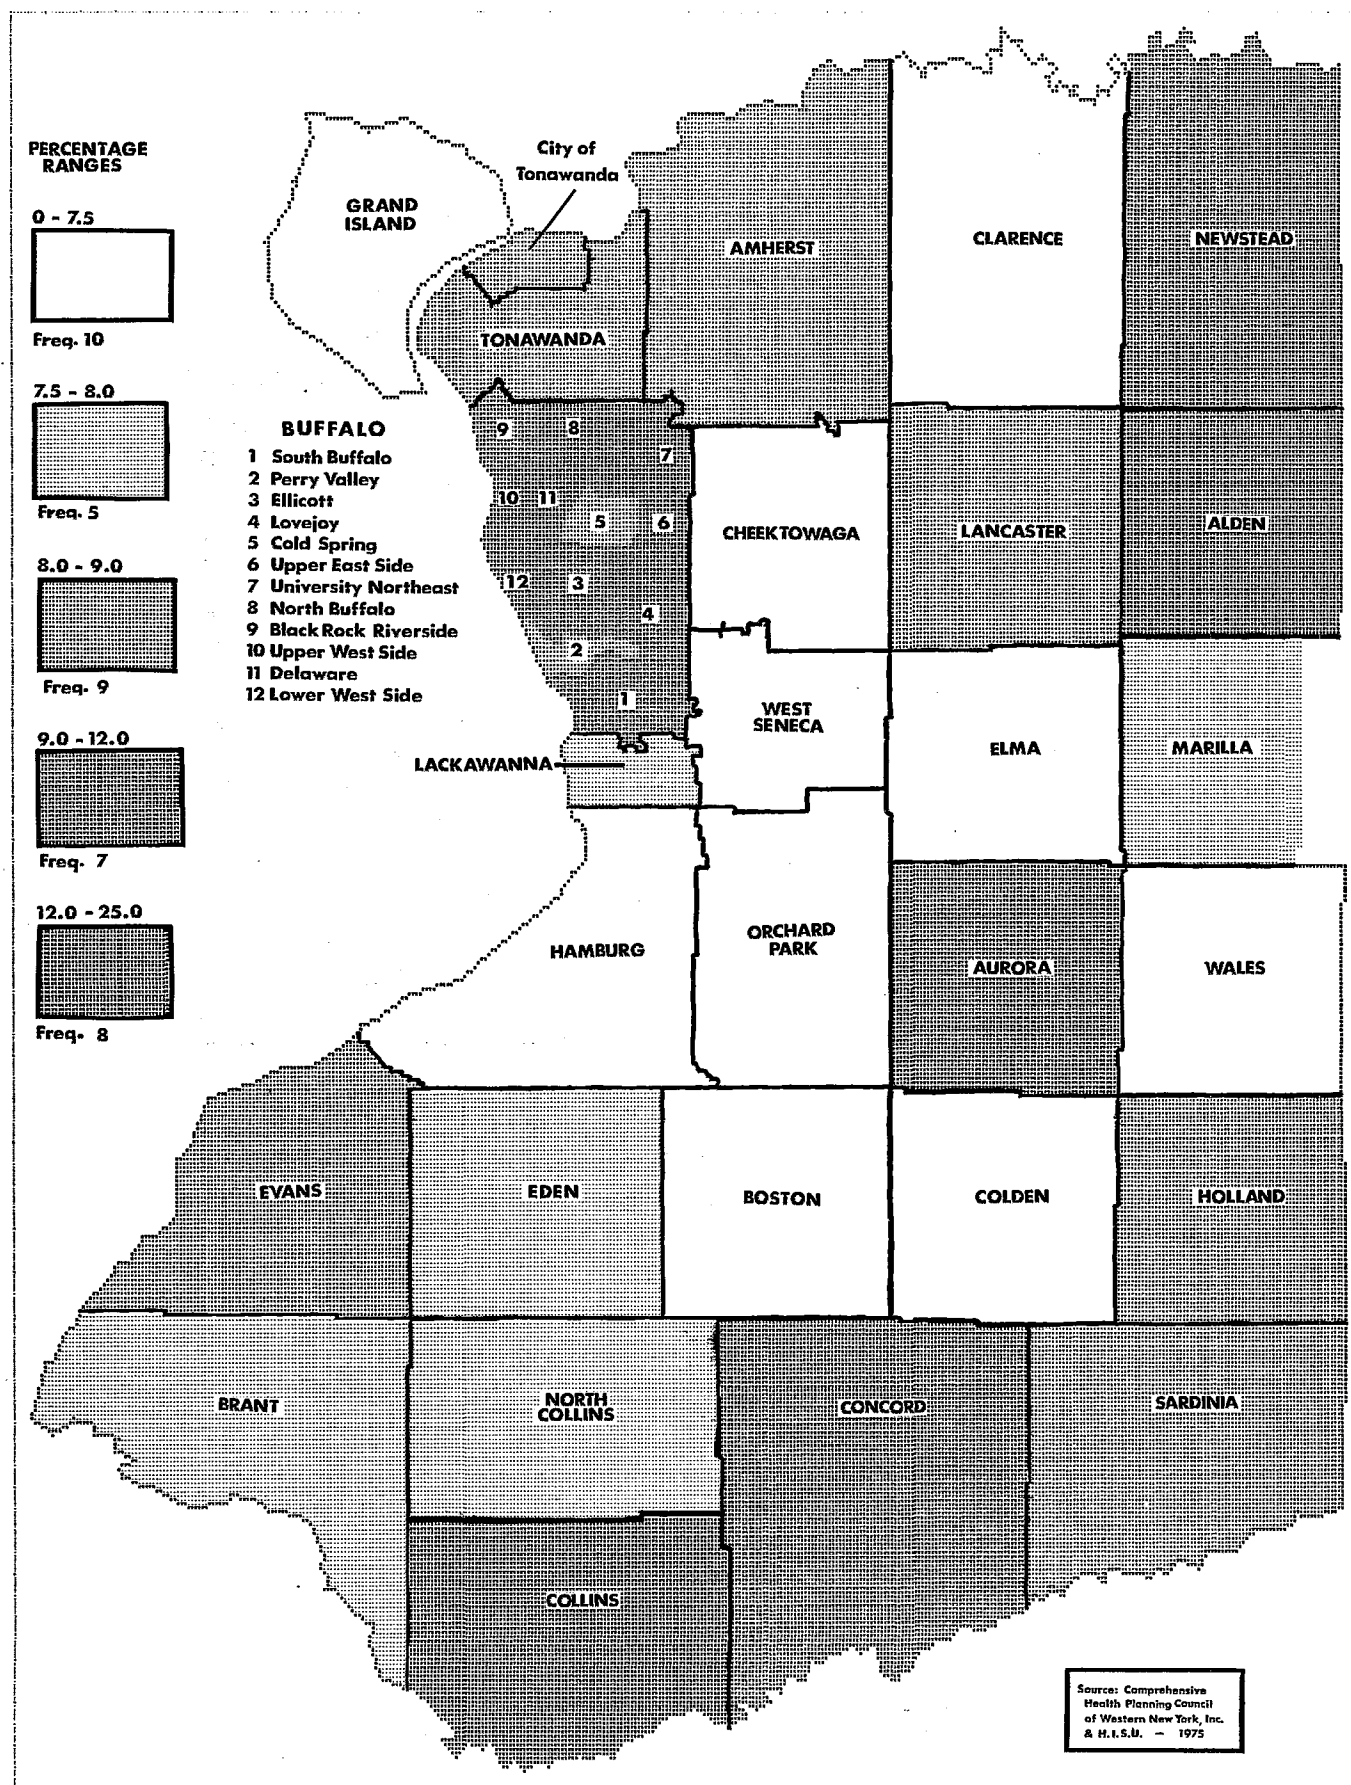 PERCENTAGE
RANGES
0 - 7.5
Freq. 10
7.5 - 8.0
Freq. 5
8.0 - 9.0
Freq. 9
9.0 - 12.0
Freq. 7
12.0 - 25.0
Freq. 8
BUFFALO
1 South Buffalo
2 Perry Valley
3 Ellicott
4 Lovejoy
5 Cold Spring
6 Upper East Side
7 University Northeast
8 North Buffalo
9 Black Rock Riverside
10 Upper West Side
11 Delaware
12 Lower West Side
City of
Tonawanda
GRAND
ISLAND
AMHERST
CLARENCE
NEWSTEAD
TONAWANDA
9
8
7
10
11
5
6
12
3
4
2
1
CHEEKTOWAGA
LANCASTER
ALDEN
WEST
SENECA
ELMA
MARILLA
LACKAWANNA
HAMBURG
ORCHARD
PARK
AURORA
WALES
EVANS
EDEN
BOSTON
COLDEN
HOLLAND
BRANT
NORTH
COLLINS
CONCORD
SARDINIA
COLLINS
Source: Comprehensive
Health Planning Council
of Western New York, Inc.
& H.I.S.U. - 1975